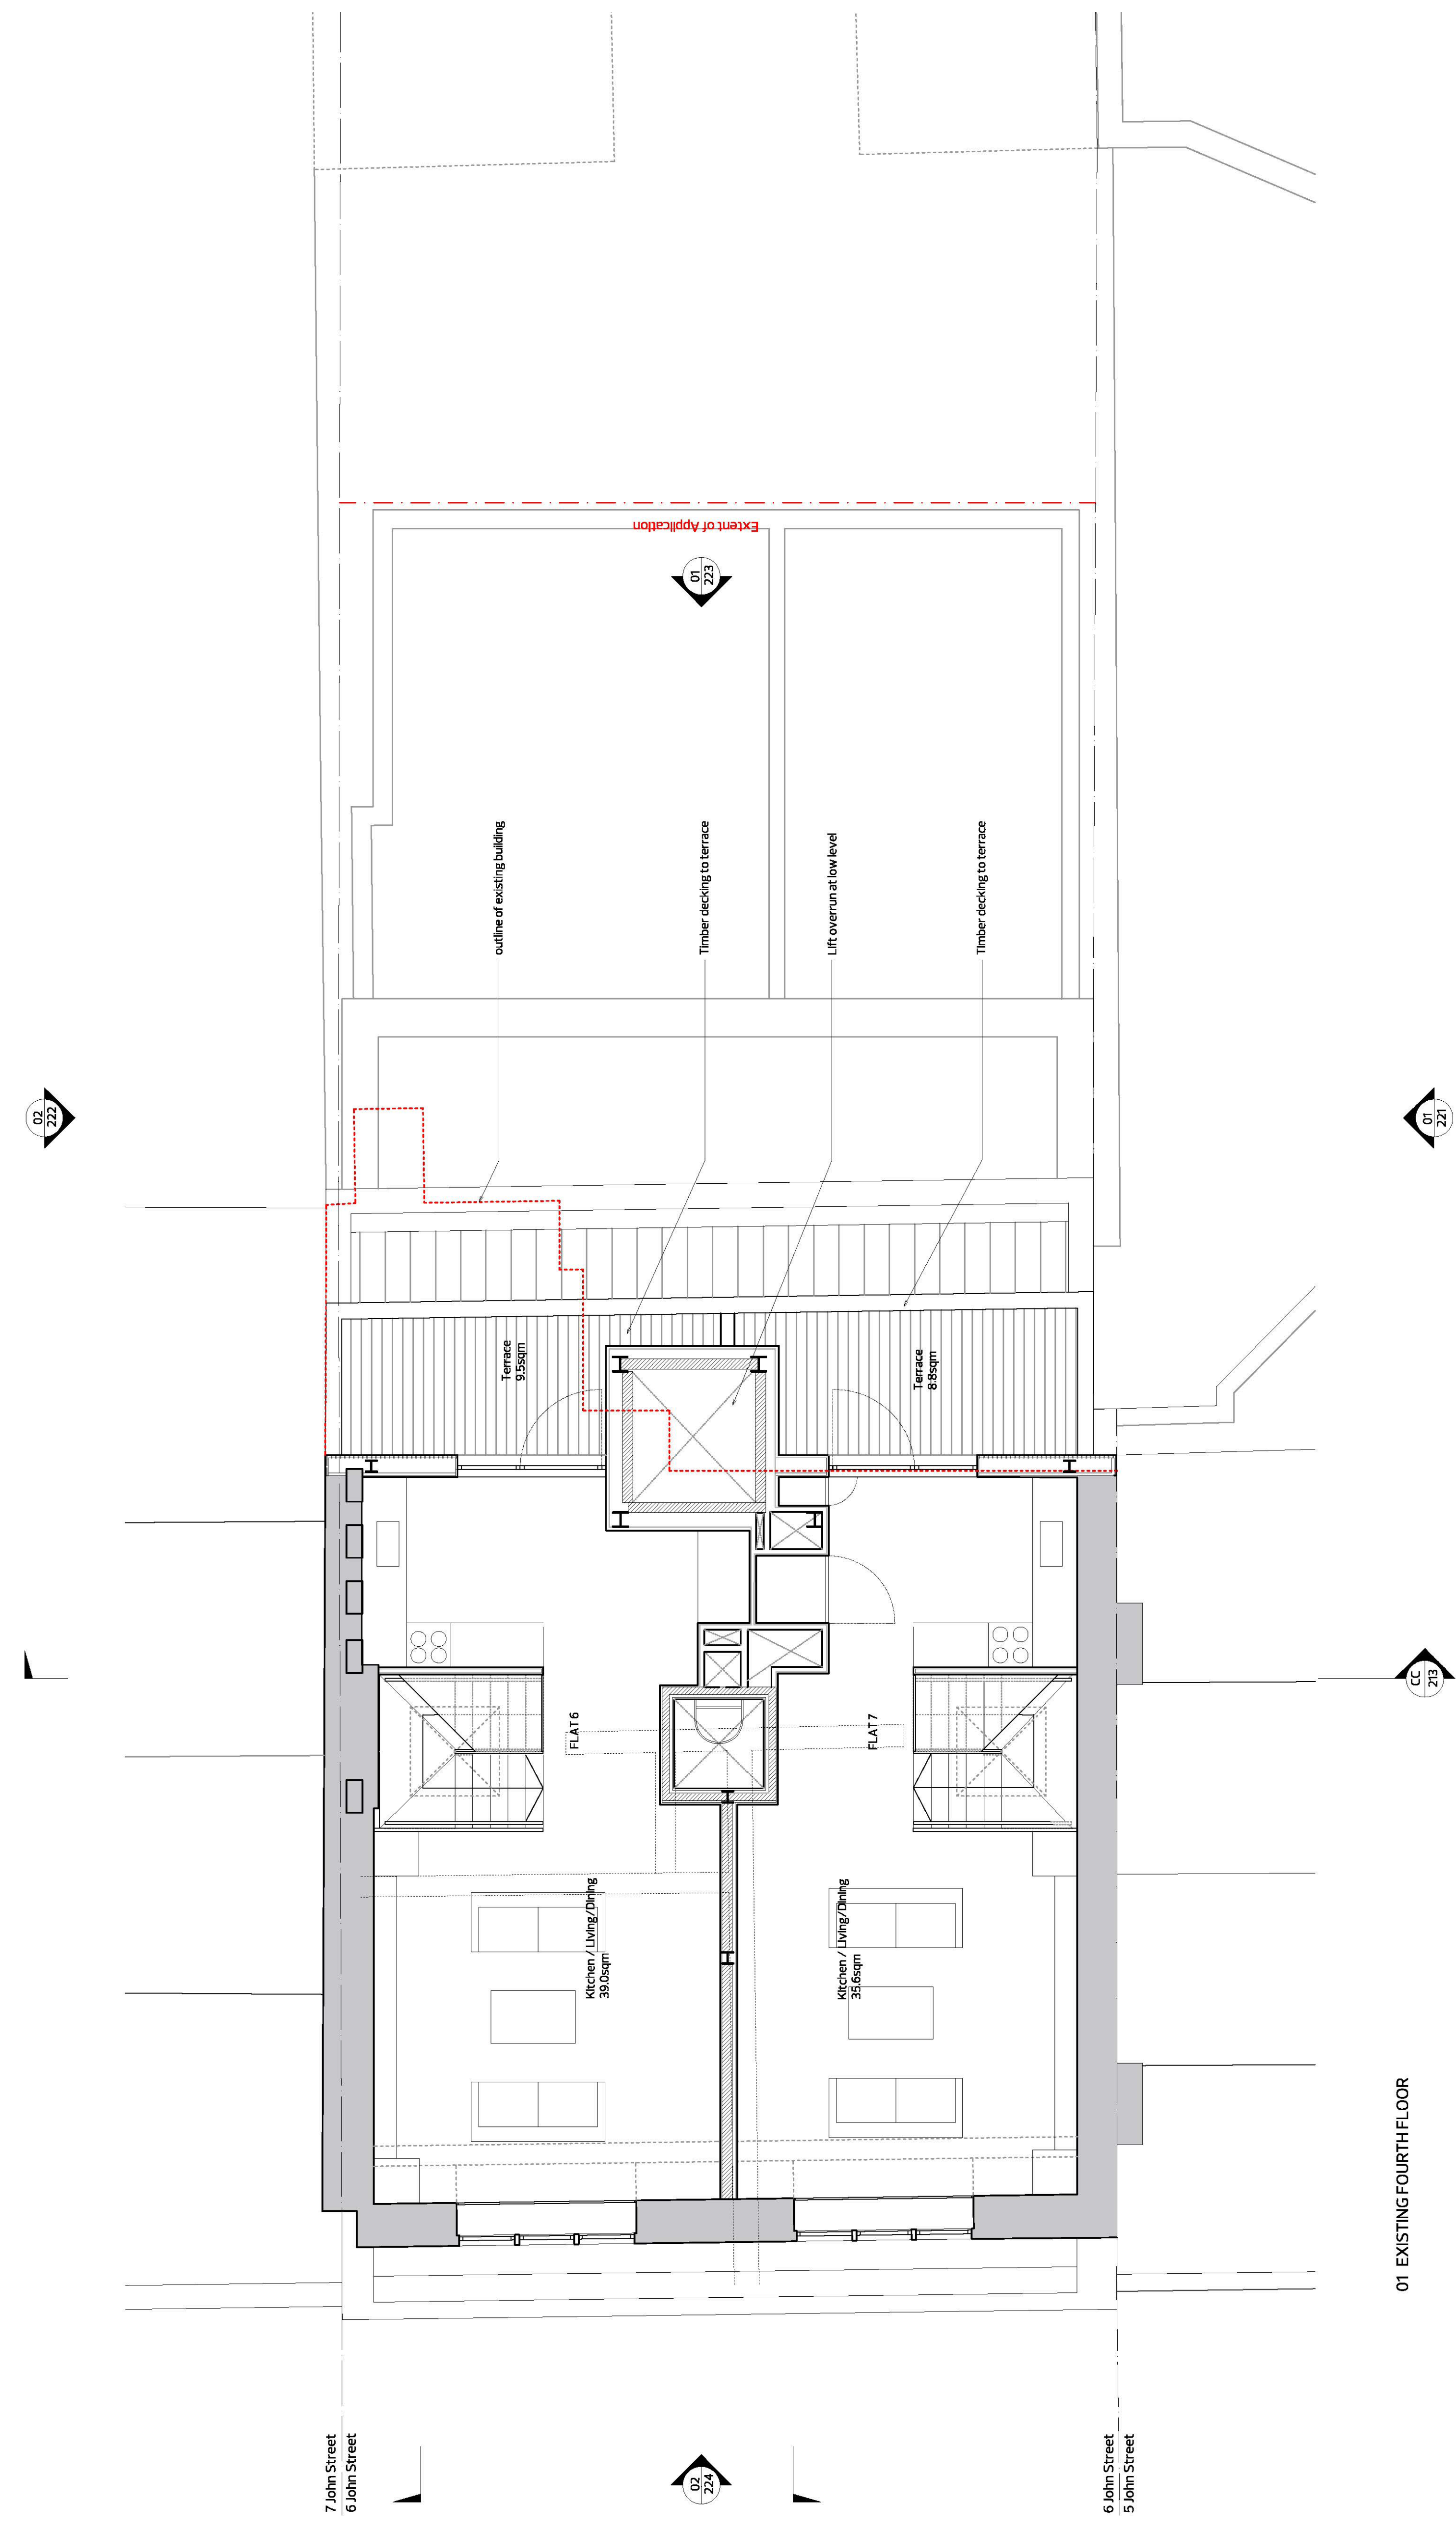 Extent of Application
01
223
outline of existing building
Timber decking to terrace
Lift overrun at low level
Timber decking to terrace
02
222
01
221
Terrace
9.5sqm
Terrace
8.8sqm
CC
213
FLAT 6
FLAT 7
Kitchen / Living/Dining
39.0sqm
Kitchen / Living/Dining
35.6sqm
01 EXISTING FOURTH FLOOR
7 John Street
6 John Street
02
224
6 John Street
5 John Street